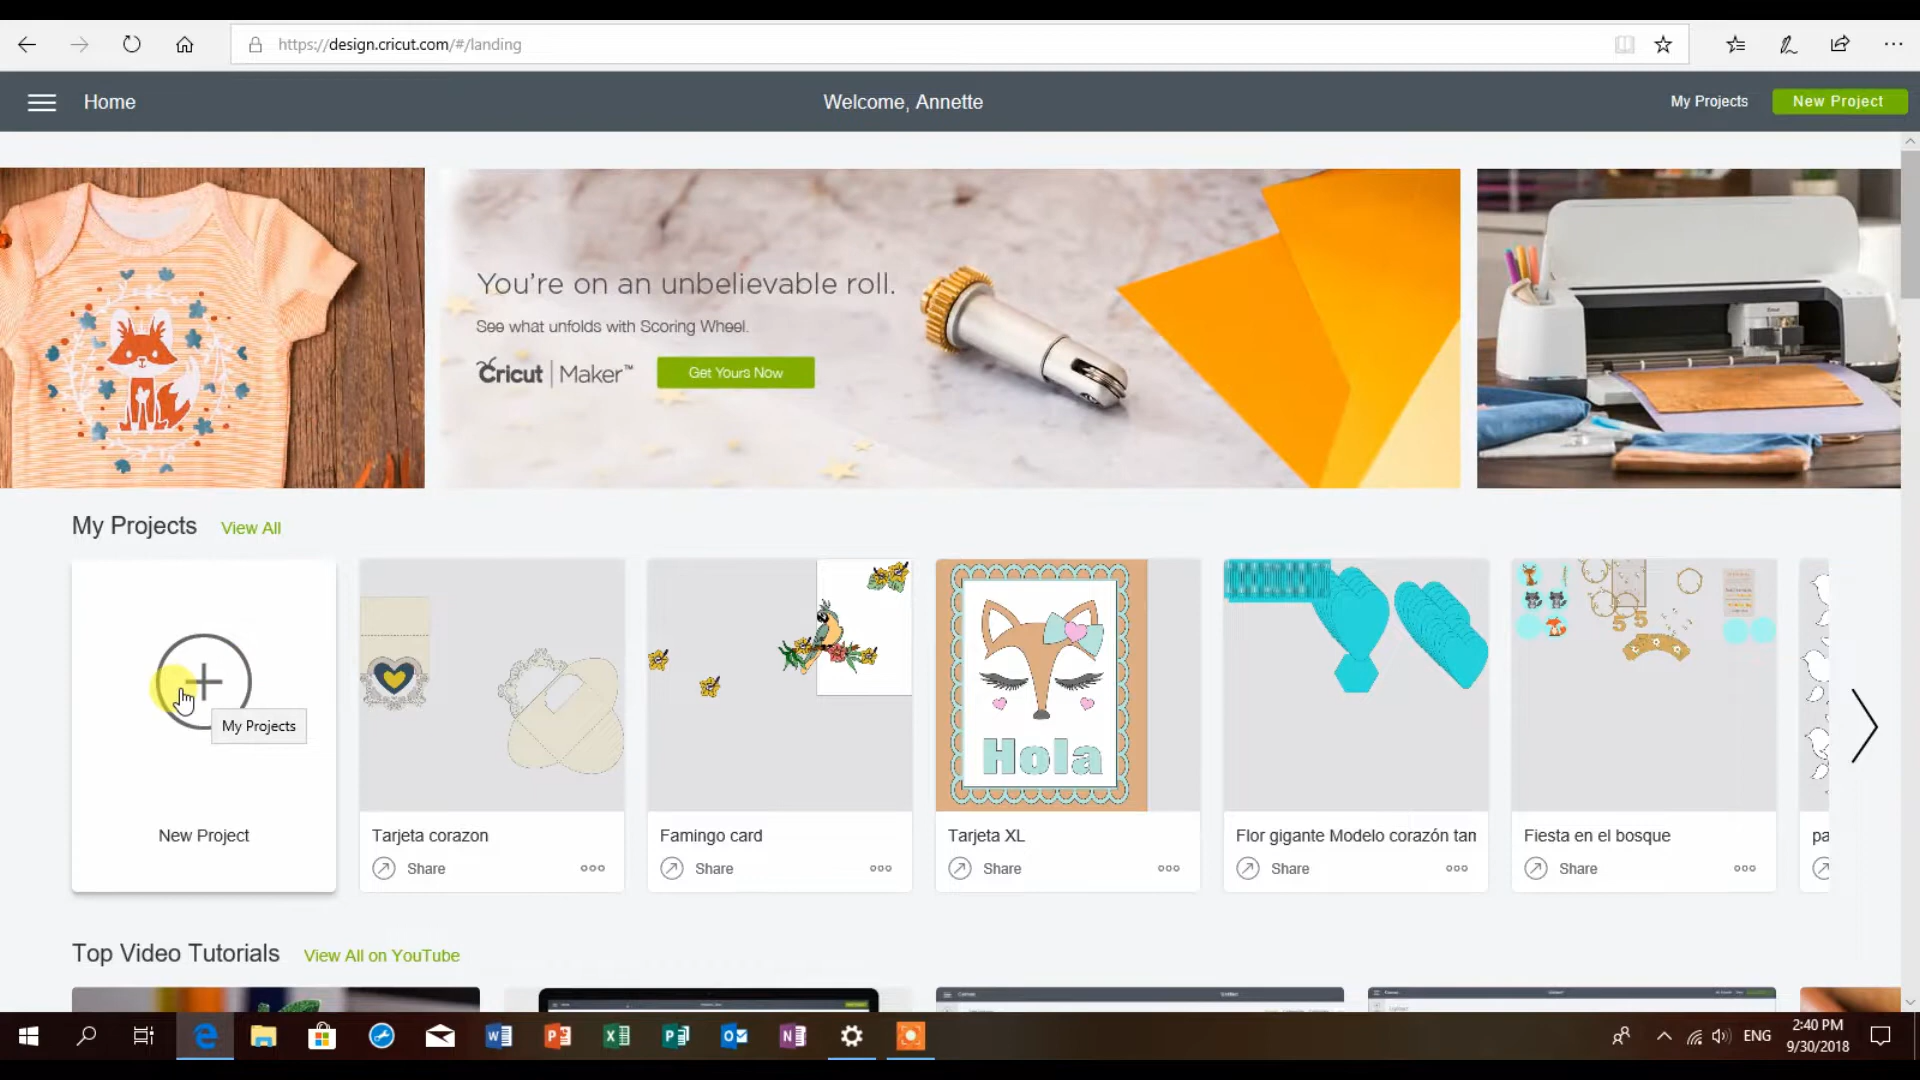 https://design.cricut.com/#/landing
Home
Welcome, Annette
My Projects
New Project
You're on an unbelievable roll.
See what unfolds with Scoring Wheel.
Cricut | Maker™
Get Yours Now
My Projects
View All
Hola
My Projects
New Project
Tarjeta corazon
Famingo card
Tarjeta XL
Flor gigante Modelo corazón tan
Fiesta en el bosque
pa
Share
Share
Share
Share
Share
Top Video Tutorials
View All on YouTube
ENG
2:40 PM
9/30/2018